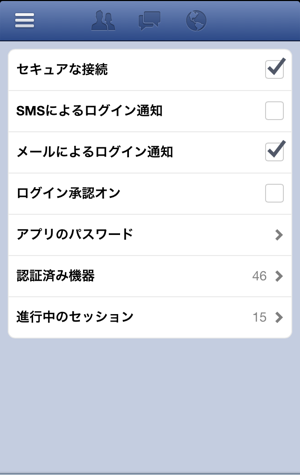 セキュアな接続
SMSによるログイン通知
メールによるログイン通知
ログイン承認オン
アプリのパスワード
認証済み機器 46
進行中のセッション 15